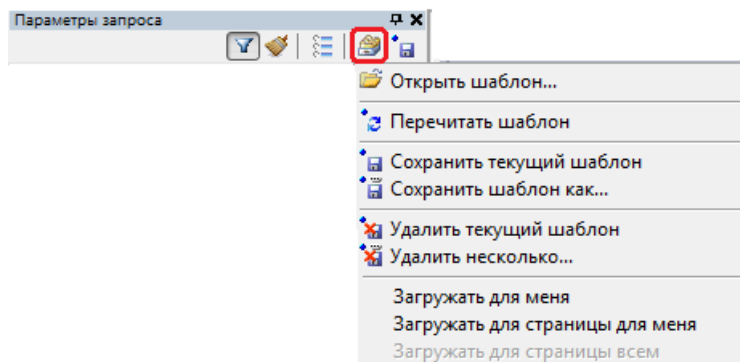 Параметры запроса
Открыть шаблон...
Перечитать шаблон
Сохранить текущий шаблон
Сохранить шаблон как...
Удалить текущий шаблон
Удалить несколько...
Загружать для меня
Загружать для страницы для меня
Загружать для страницы всем